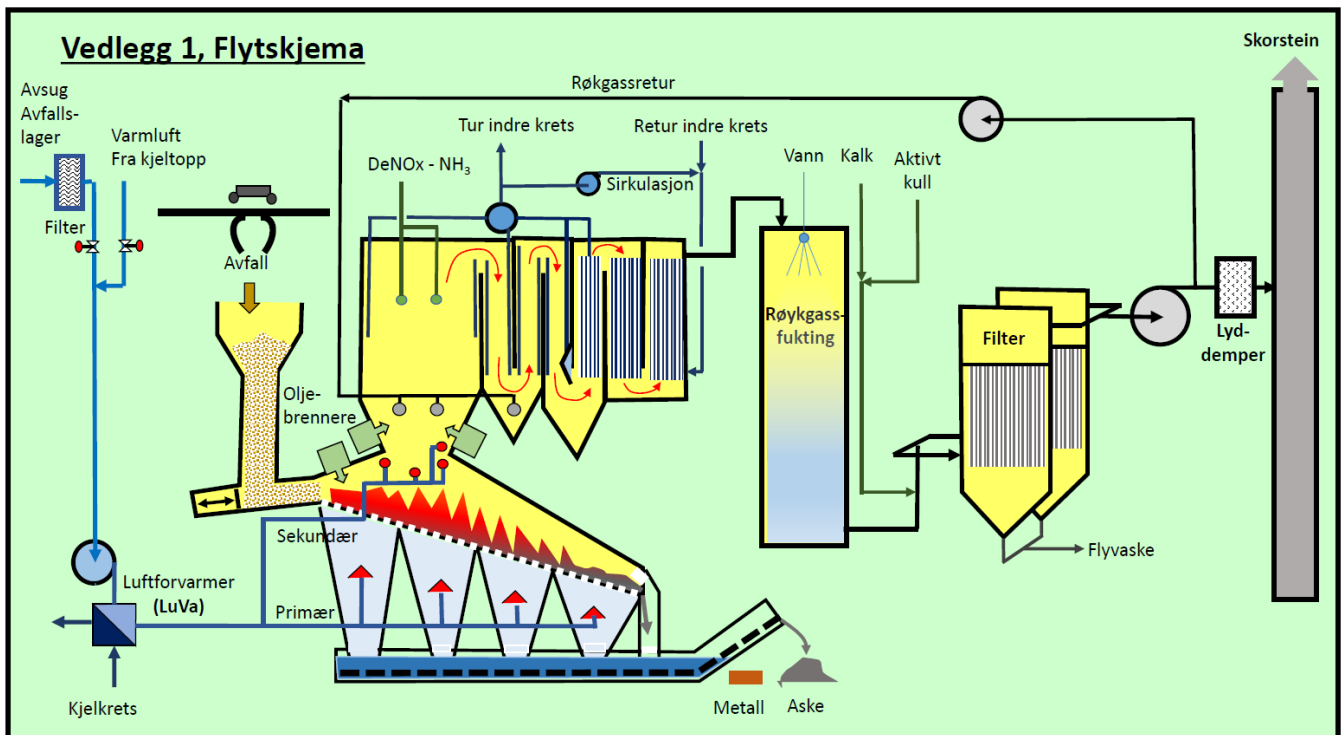 Vedlegg 1, Flytskjema
Skorstein
Røkgassretur
Avsug
Avfalls-
lager
Varmluft
Fra kjeltopp
Tur indre krets
Retur indre krets
DeNOx - NH₃
Vann
Kalk
Aktivt
kull
Sirkulasjon
Filter
Avfall
Røykgass-
fukting
Filter
Lyd-
demper
Olje-
brennere
Sekundær
Flyvaske
Luftforvarmer
(LuVa)
Primær
Kjelkrets
Metall
Aske